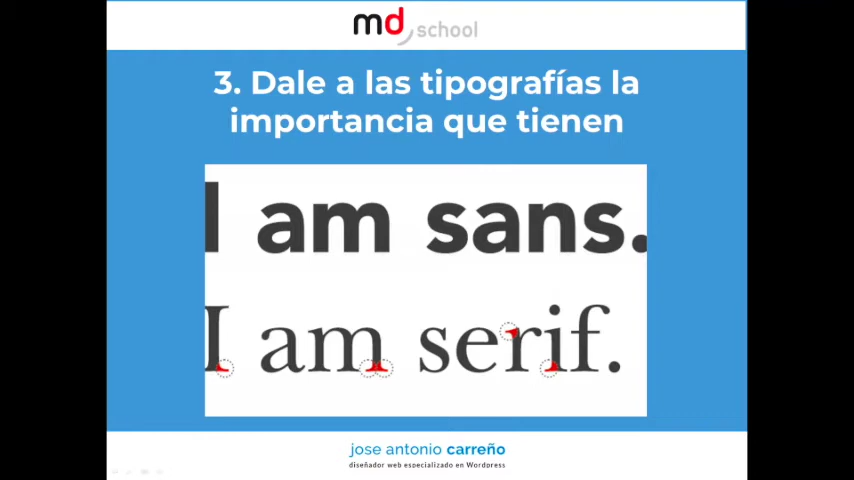 md school
3. Dale a las tipografías la
importancia que tienen
I am sans.
I am serif.
jose antonio carreño
diseñador web especializado en Wordpress